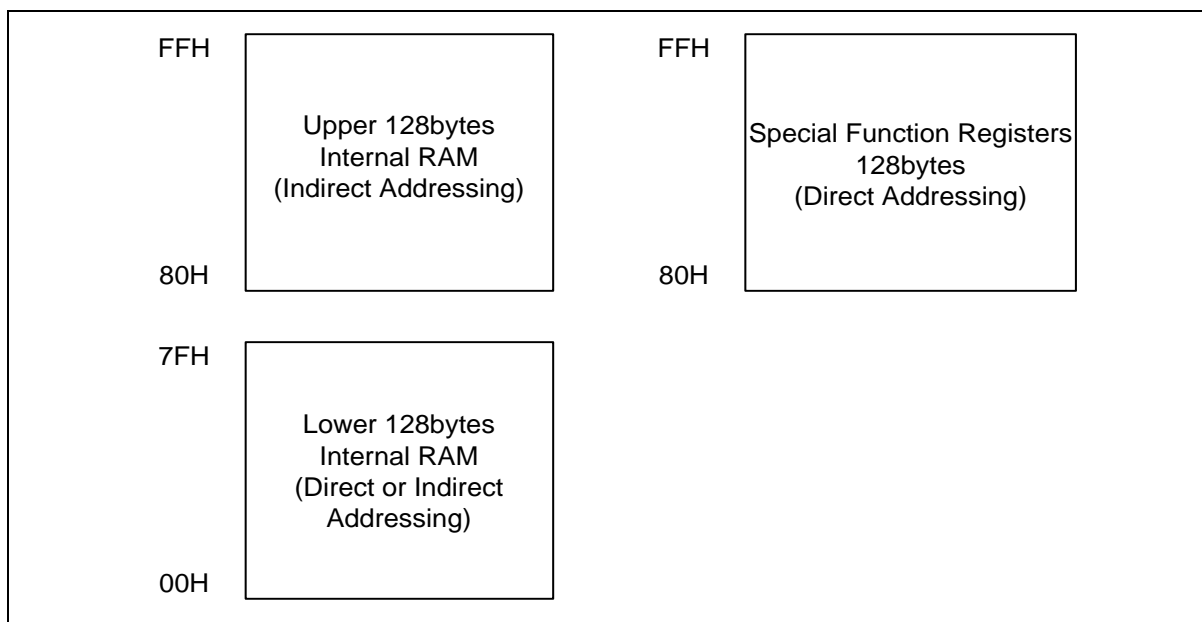 FFH
Upper 128bytes
Internal RAM
(Indirect Addressing)
80H
FFH
Special Function Registers
128bytes
(Direct Addressing)
80H
7FH
Lower 128bytes
Internal RAM
(Direct or Indirect
Addressing)
00H